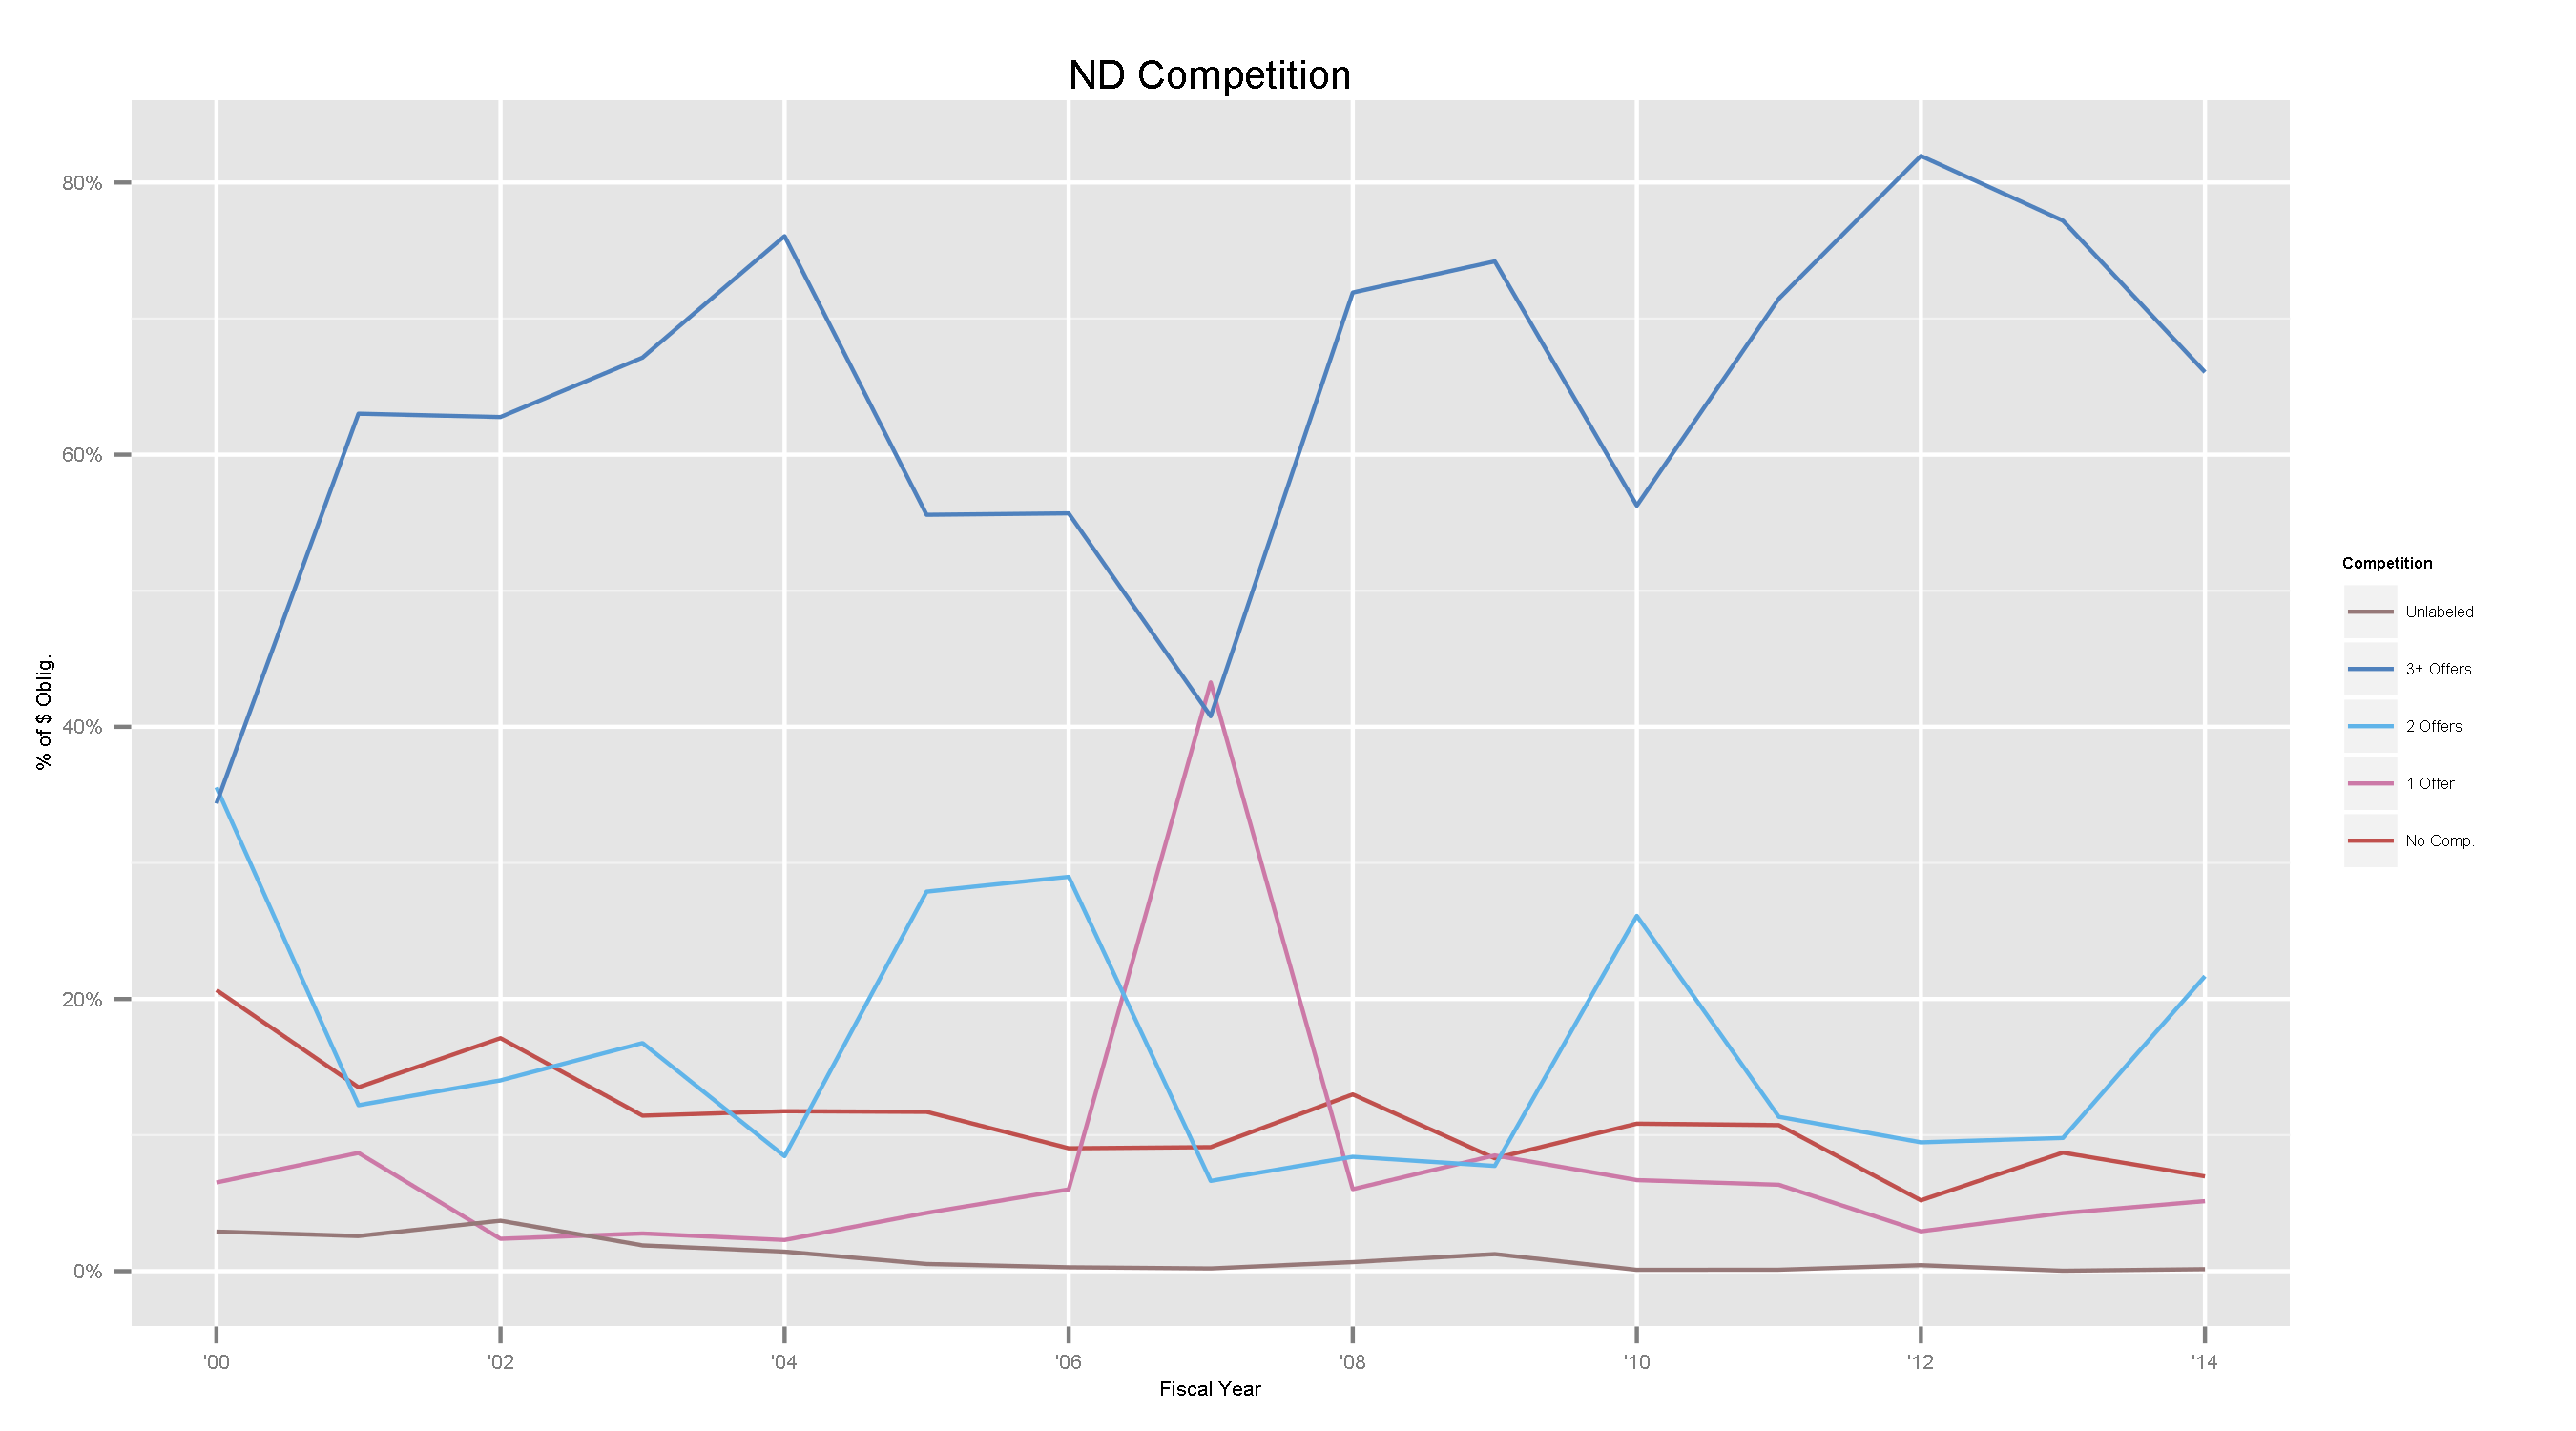 ND Competition
80%
60%
40%
20%
0%
% of $ Oblig.
'00 '02 '04 '06 '08 '10 '12 '14
Fiscal Year
Competition
Unlabeled
3+ Offers
2 Offers
1 Offer
No Comp.